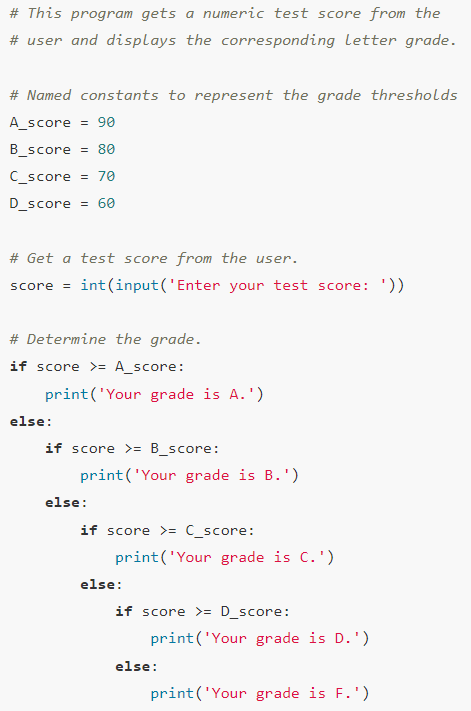 # This program gets a numeric test score from the
# user and displays the corresponding letter grade.
# Named constants to represent the grade thresholds
A_score = 90
B_score = 80
C_score = 70
D_score = 60
# Get a test score from the user.
score = int(input('Enter your test score: '))
# Determine the grade.
if score >= A_score:
    print('Your grade is A.')
else:
    if score >= B_score:
        print('Your grade is B.')
    else:
        if score >= C_score:
            print('Your grade is C.')
        else:
            if score >= D_score:
                print('Your grade is D.')
            else:
                print('Your grade is F.')